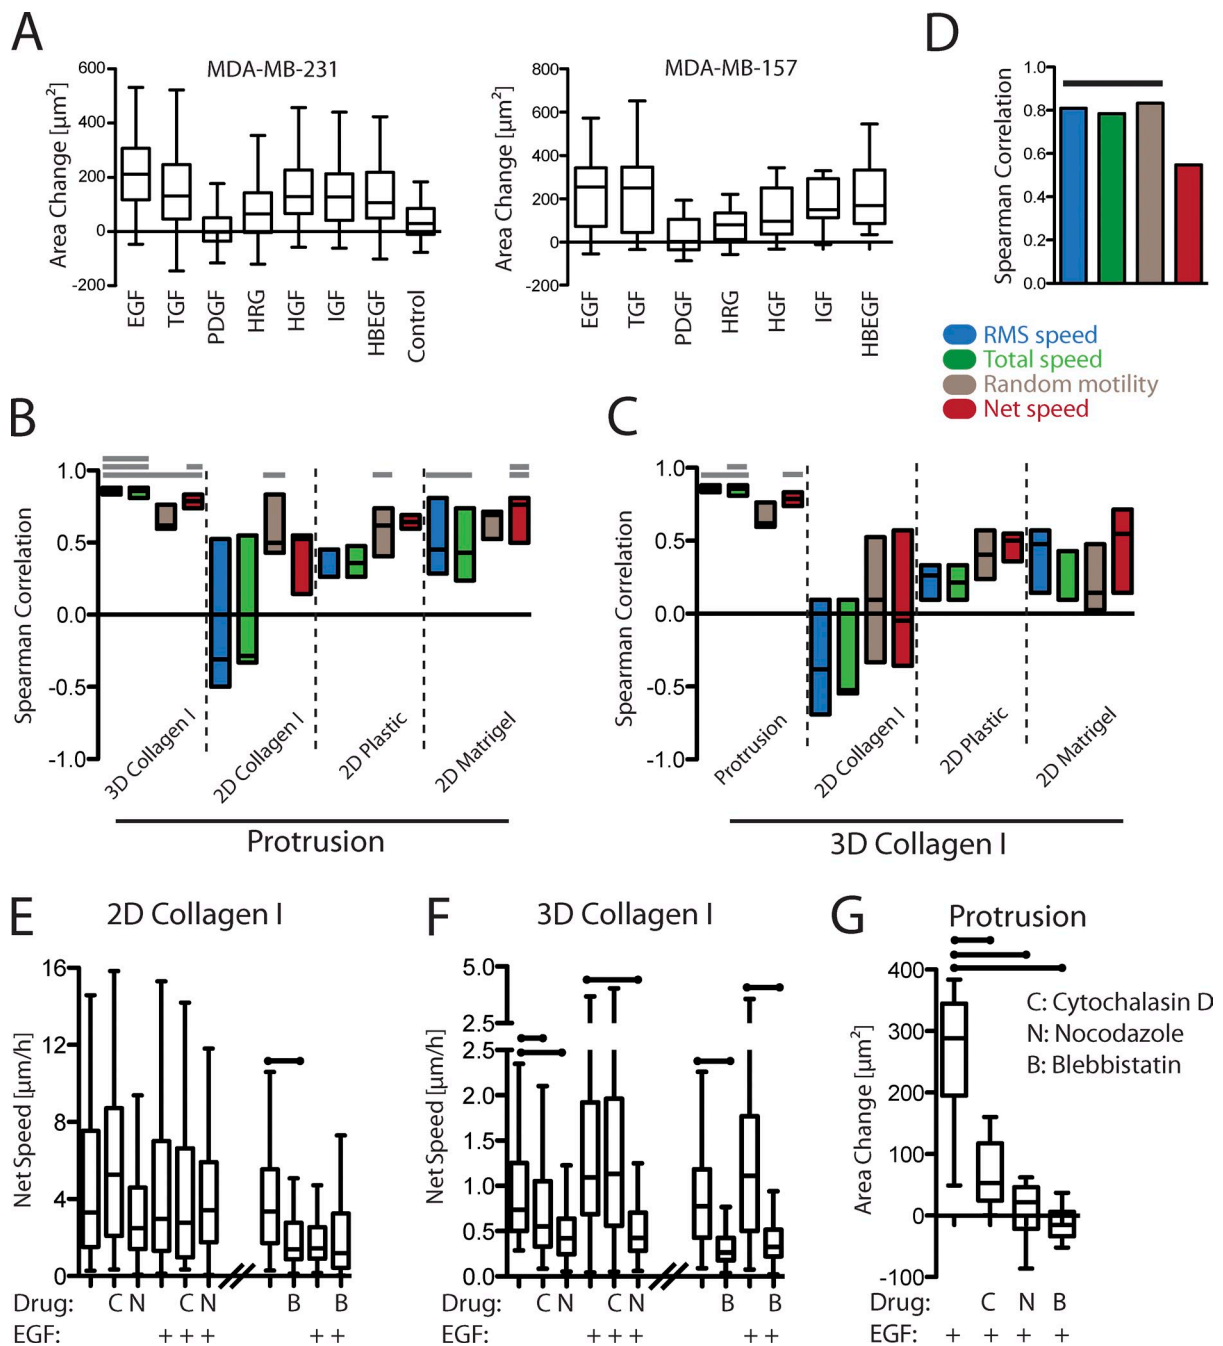 A
MDA-MB-231
Area Change [µm²]
600
400
200
0
-200
EGF
TGF
PDGF
HRG
HGF
IGF
HBEGF
Control
MDA-MB-157
Area Change [µm²]
800
600
400
200
0
-200
EGF
TGF
PDGF
HRG
HGF
IGF
HBEGF
D
Spearman Correlation
1.0
0.8
0.6
0.4
0.2
0.0
RMS speed
Total speed
Random motility
Net speed
B
Spearman Correlation
1.0
0.5
0.0
-0.5
-1.0
3D Collagen I
2D Collagen I
2D Plastic
2D Matrigel
Protrusion
C
Spearman Correlation
1.0
0.5
0.0
-0.5
-1.0
Protrusion
2D Collagen I
2D Plastic
2D Matrigel
3D Collagen I
E
2D Collagen I
Net Speed [µm/h]
16
12
8
4
0
Drug: C N C N B B
EGF: + + + + +
F
3D Collagen I
Net Speed [µm/h]
5.0
2.5
2.5
2.0
1.5
1.0
0.5
0.0
Drug: C N C N B B
EGF: + + + + +
G
Protrusion
Area Change [µm²]
400
300
200
100
0
-100
C: Cytochalasin D
N: Nocodazole
B: Blebbistatin
Drug: C N B
EGF: + + + +